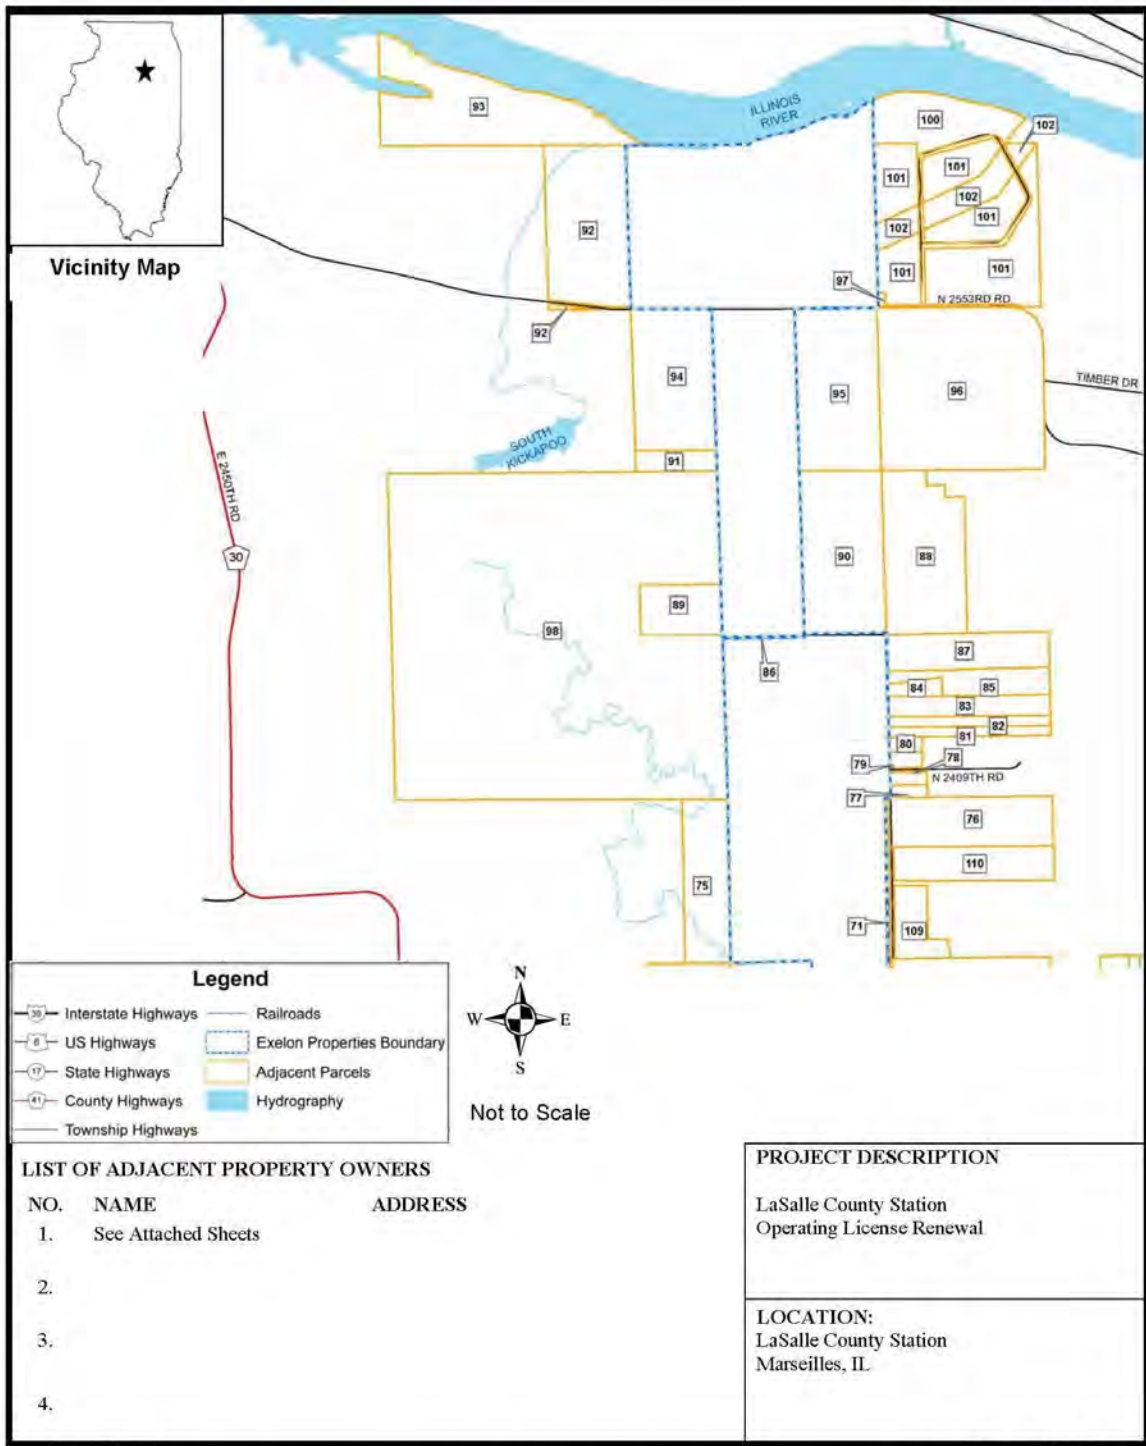 Vicinity Map
ILLINOIS
RIVER
93
100
102
101
101
102
101
102
92
101
101
97
N 2553RD RD
92
94
95
96
TIMBER DR
SOUTH
KICKAPOO
91
E 2450TH RD
30
90
88
89
98
86
87
84
85
83
82
81
80
79
78
N 2409TH RD
77
76
110
75
71
109
Legend
39 Interstate Highways
6 US Highways
17 State Highways
41 County Highways
Township Highways
Railroads
Exelon Properties Boundary
Adjacent Parcels
Hydrography
N
W E
S
Not to Scale
LIST OF ADJACENT PROPERTY OWNERS
NO. NAME ADDRESS
1. See Attached Sheets
2.
3.
4.
PROJECT DESCRIPTION
LaSalle County Station
Operating License Renewal
LOCATION:
LaSalle County Station
Marseilles, IL